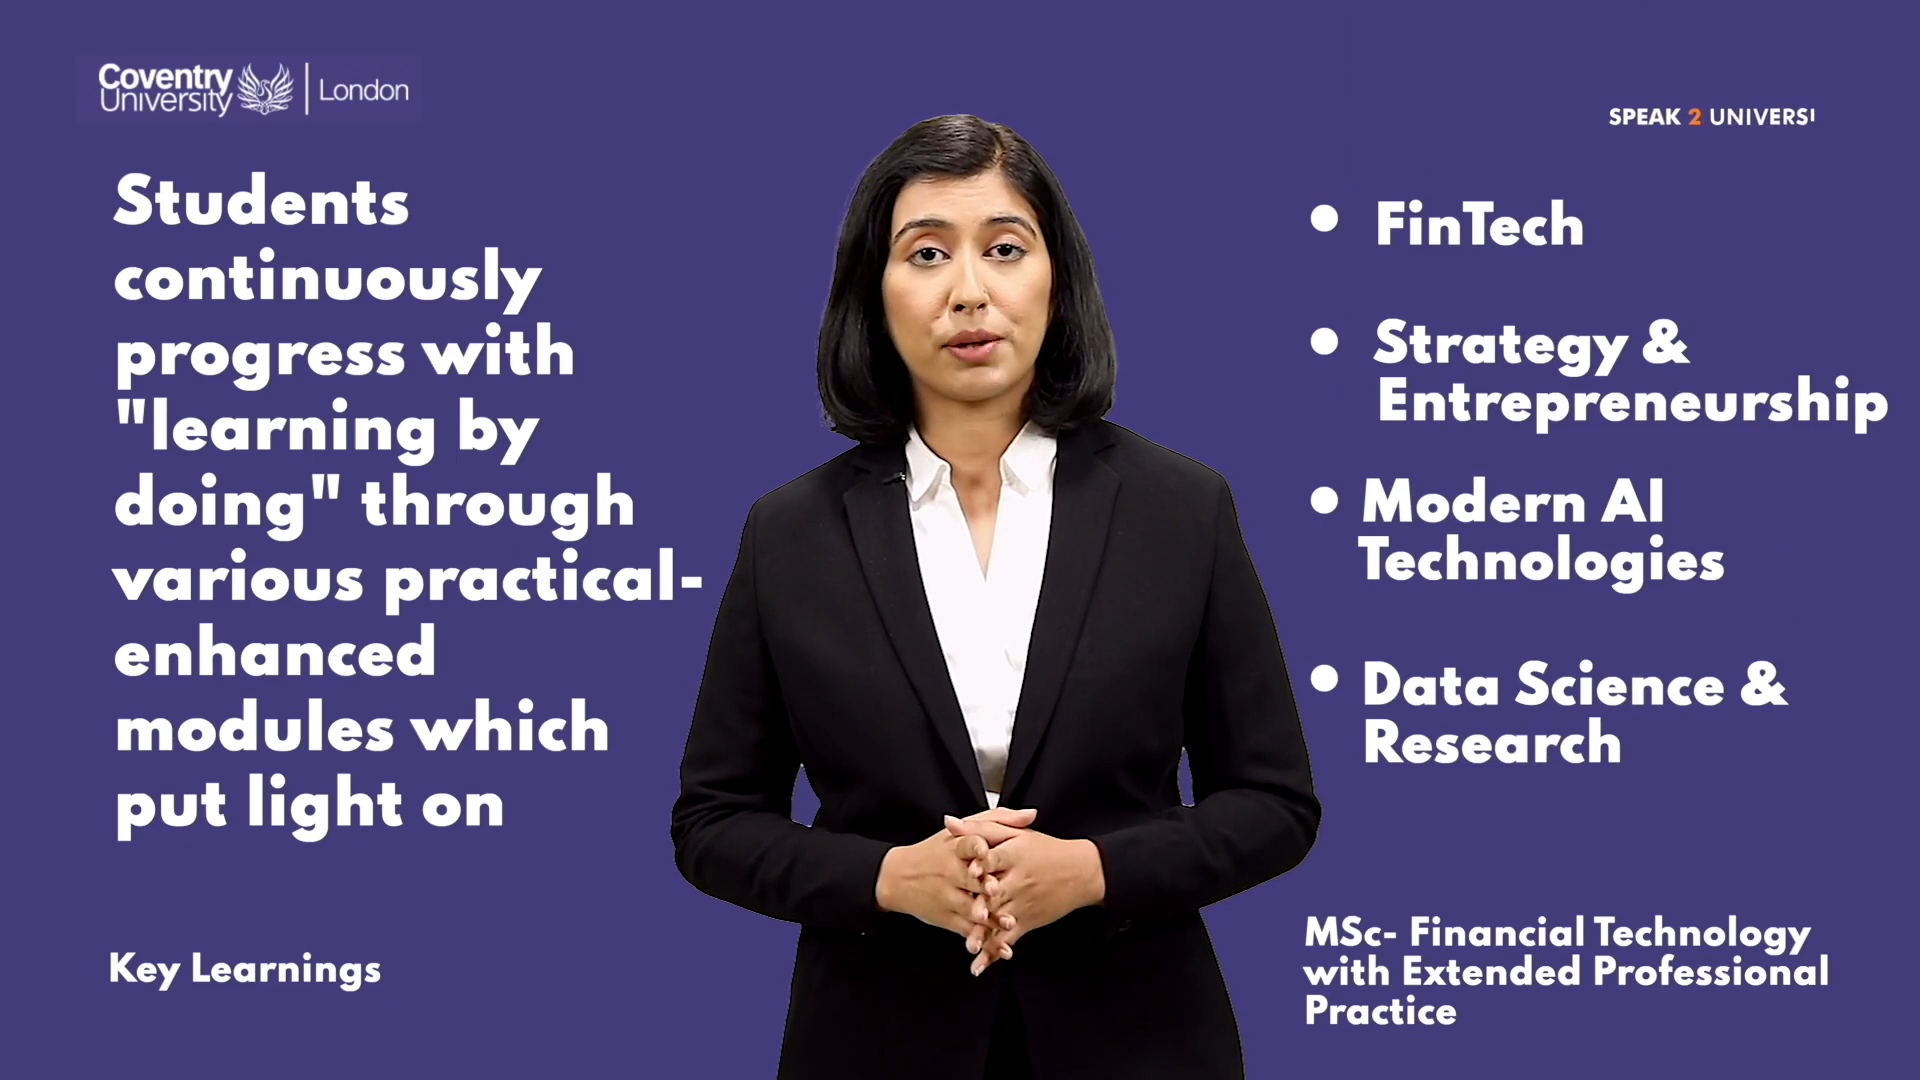 Coventry
University
London
SPEAK 2 UNIVERSI
Students
continuously
progress with
"learning by
doing" through
various practical-
enhanced
modules which
put light on
• FinTech
• Strategy &
Entrepreneurship
• Modern AI
Technologies
• Data Science &
Research
Key Learnings
MSc- Financial Technology
with Extended Professional
Practice